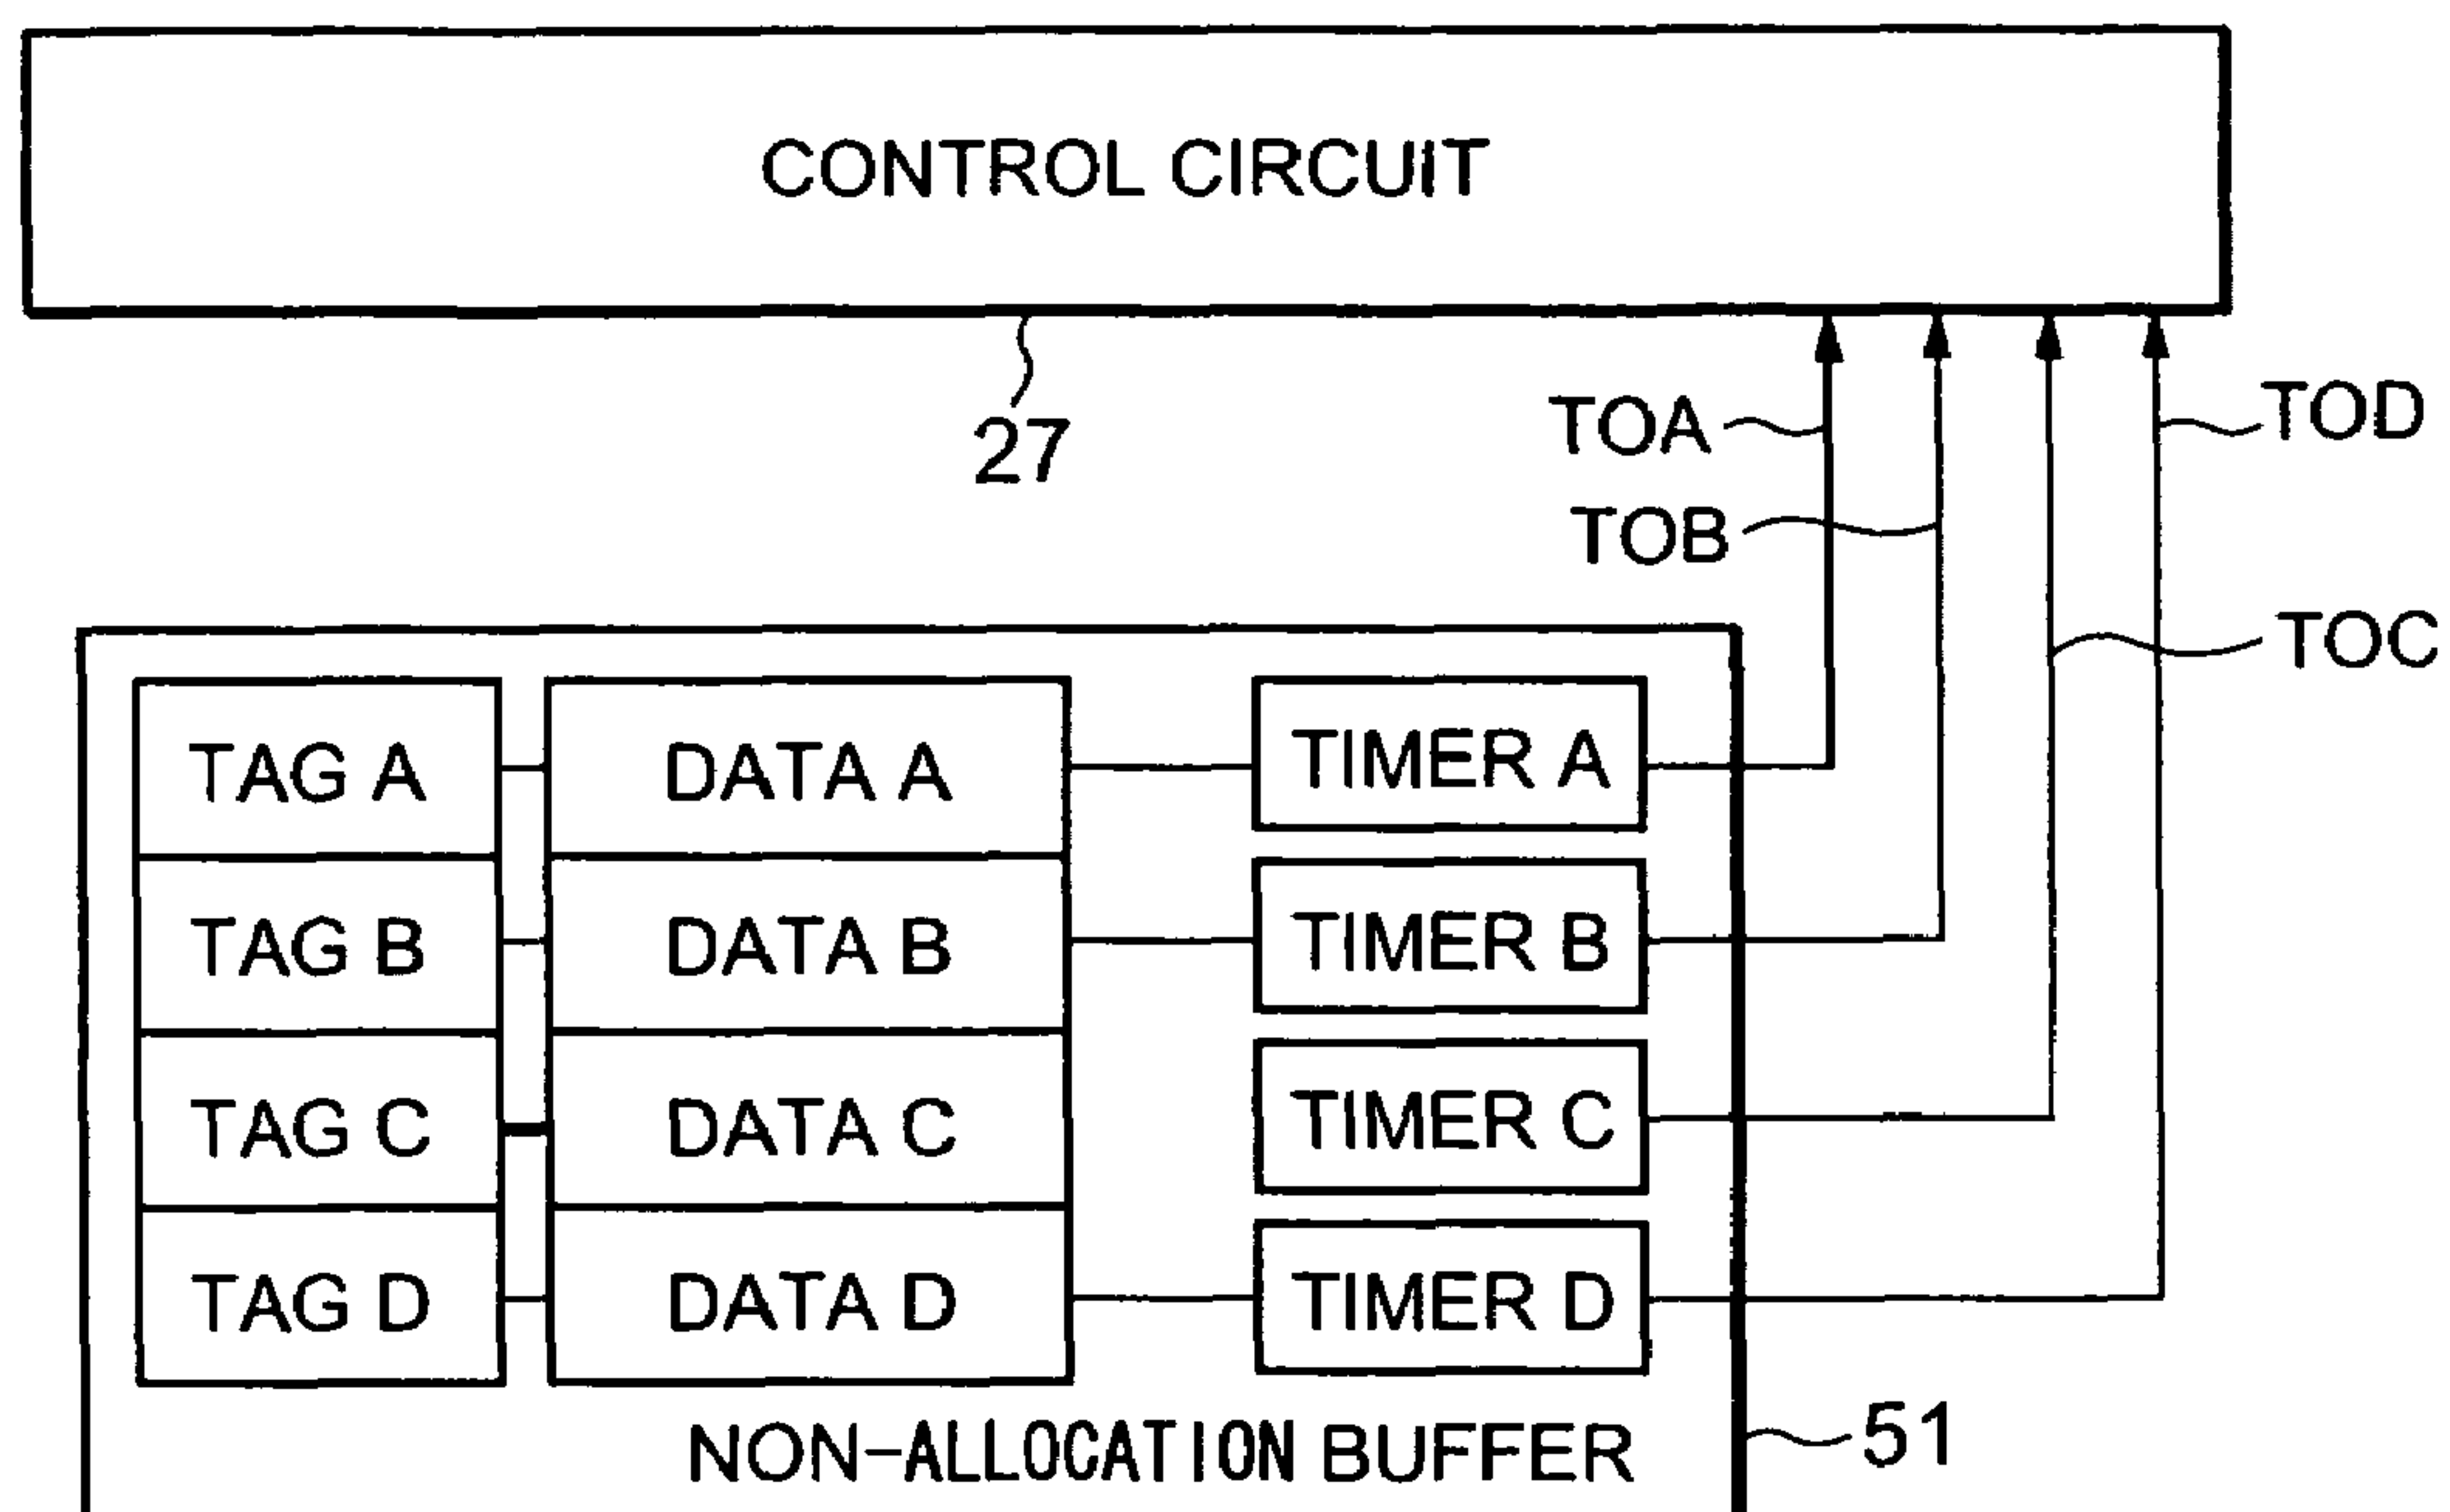 CONTROL CIRCUiT
27
TOA
TOD
TOB
TOC
TAG A
DATA A
TIMER A
TAG B
DATA B
TIMER B
TAG C
DATA C
TIMER C
TAG D
DATA D
TIMER D
NON-ALLOCATION BUFFER
51